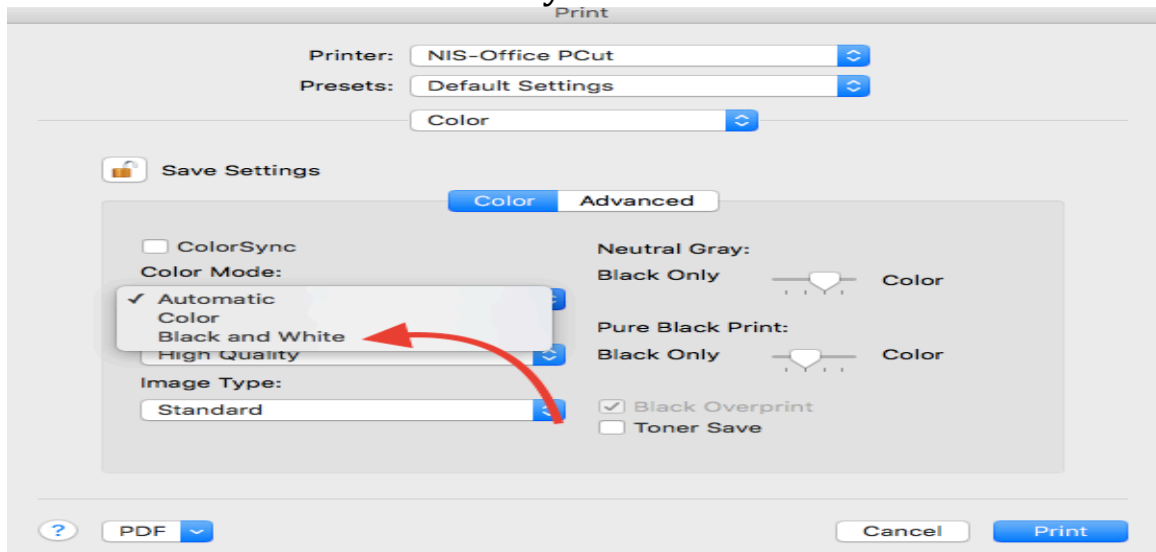 Print
Printer: NIS-Office PCut
Presets: Default Settings
Color
Save Settings
Color Advanced
ColorSync
Color Mode:
Automatic
Color
Black and White
High Quality
Image Type:
Standard
Neutral Gray:
Black Only Color
Pure Black Print:
Black Only Color
Black Overprint
Toner Save
? PDF Cancel Print